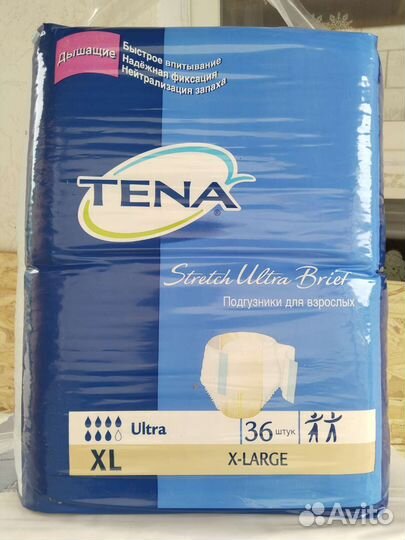 Дышащие
Быстрое впитывание
Надёжная фиксация
Нейтрализация запаха
TENA®
Stretch Ultra Brief
Подгузники для взрослых
Ultra
36 штук
XL
X-LARGE
Avito